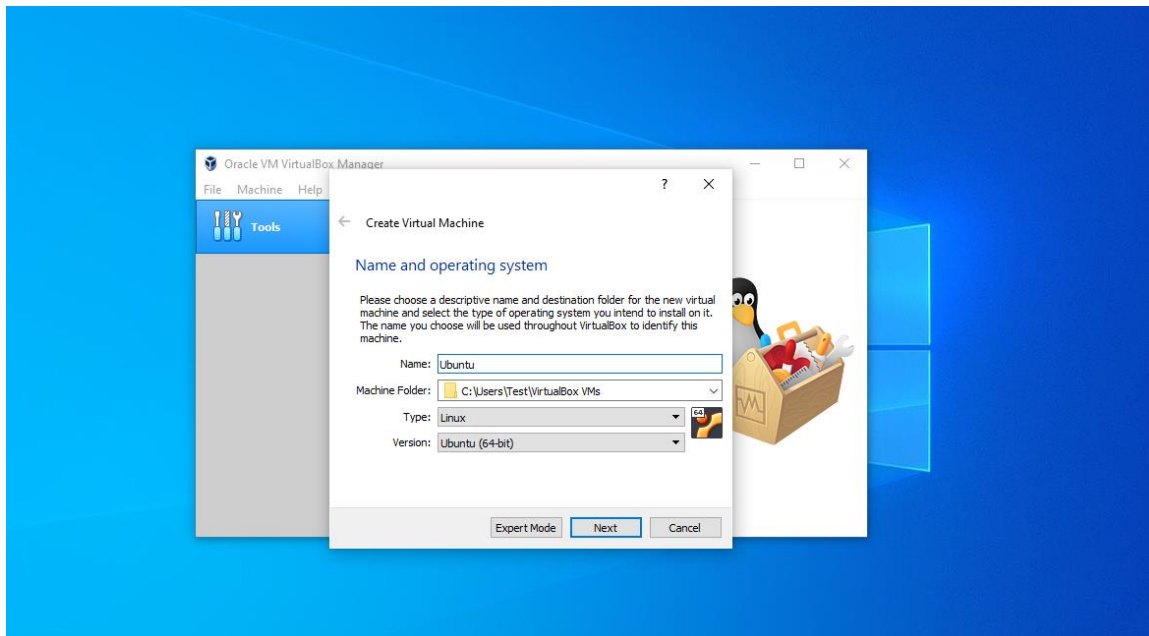 Oracle VM VirtualBox Manager
File Machine Help
?
Tools
Create Virtual Machine
Name and operating system
Please choose a descriptive name and destination folder for the new virtual
machine and select the type of operating system you intend to install on it.
The name you choose will be used throughout VirtualBox to identify this
machine.
Name: Ubuntu
Machine Folder: C:\Users\Test\VirtualBox VMs
Type: Linux
64
Version: Ubuntu (64-bit)
Expert Mode Next Cancel